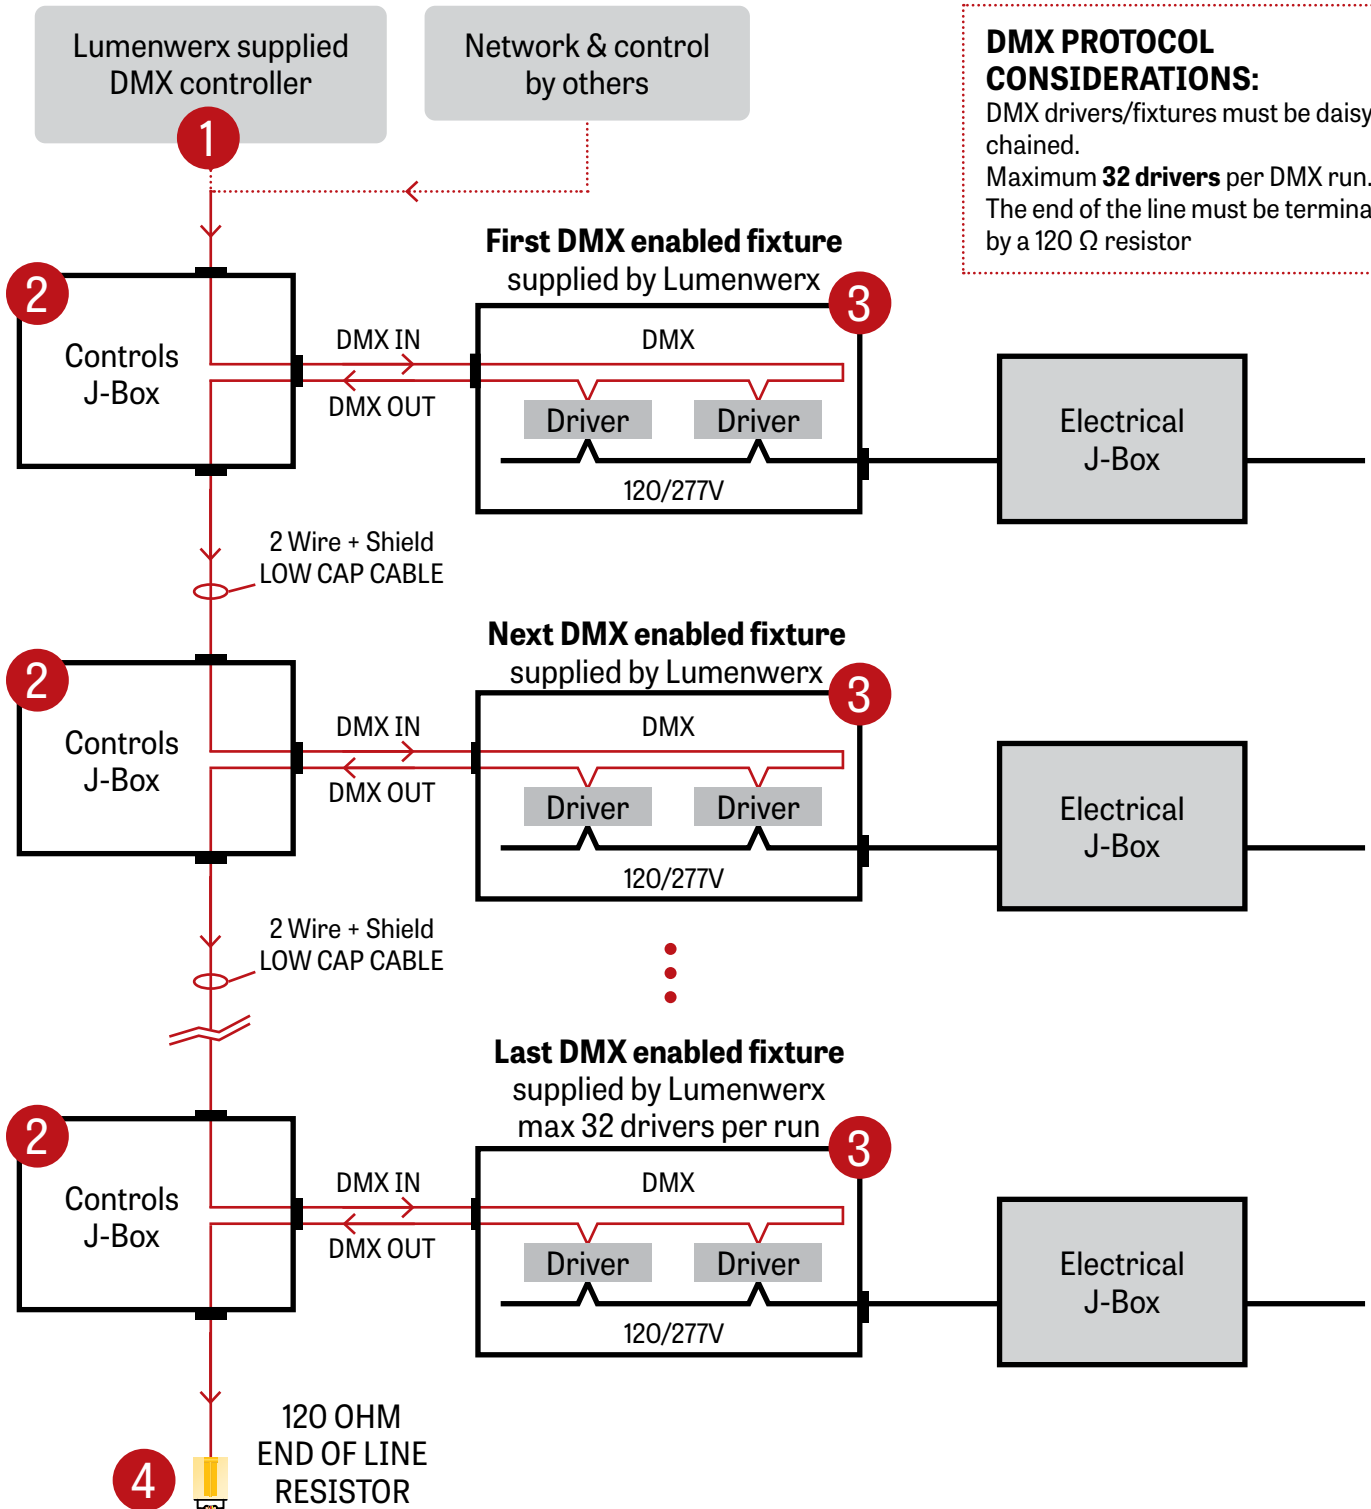 Lumenwerx supplied
DMX controller
1
Network & control
by others
DMX PROTOCOL
CONSIDERATIONS:
DMX drivers/fixtures must be daisy
chained.
Maximum 32 drivers per DMX run.
The end of the line must be termina
by a 120 Ω resistor
First DMX enabled fixture
supplied by Lumenwerx
2
Controls
J-Box
DMX IN
DMX OUT
3
DMX
Driver
Driver
120/277V
Electrical
J-Box
2 Wire + Shield
LOW CAP CABLE
Next DMX enabled fixture
supplied by Lumenwerx
2
Controls
J-Box
DMX IN
DMX OUT
3
DMX
Driver
Driver
120/277V
Electrical
J-Box
2 Wire + Shield
LOW CAP CABLE
Last DMX enabled fixture
supplied by Lumenwerx
max 32 drivers per run
2
Controls
J-Box
DMX IN
DMX OUT
3
DMX
Driver
Driver
120/277V
Electrical
J-Box
4
120 OHM
END OF LINE
RESISTOR